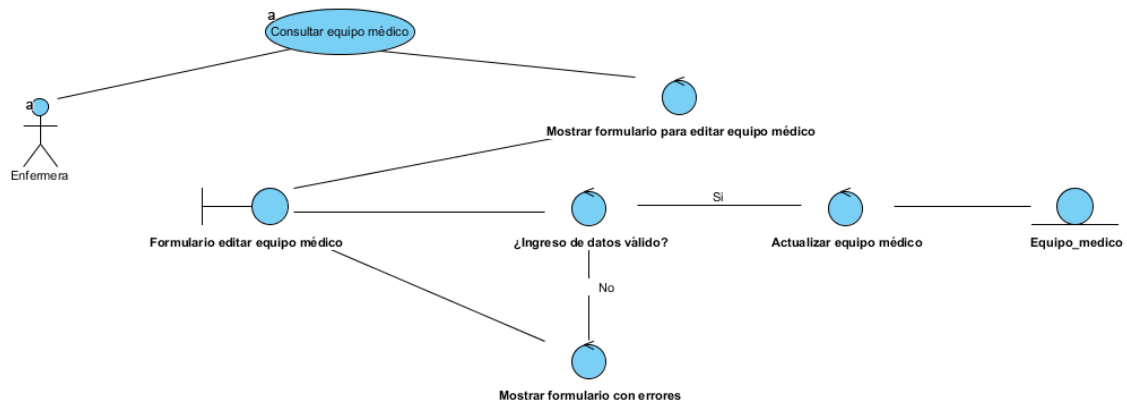 a
Consultar equipo médico
a
Enfermera
Mostrar formulario para editar equipo médico
Formulario editar equipo médico
¿Ingreso de datos válido?
Si
Actualizar equipo médico
Equipo_medico
No
Mostrar formulario con errores